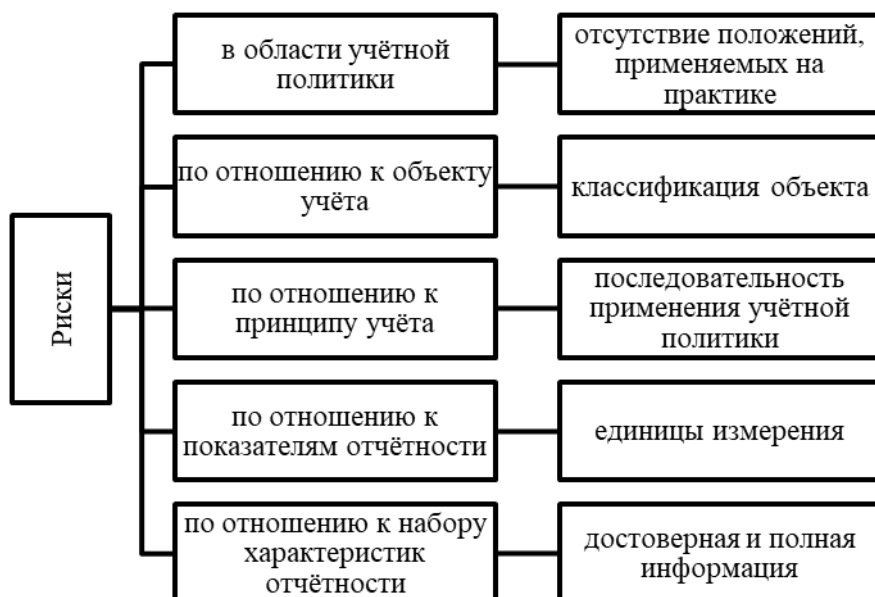 Риски
в области учётной
политики
отсутствие положений,
применяемых на
практике
по отношению к объекту
учёта
классификация объекта
по отношению к
принципу учёта
последовательность
применения учётной
политики
по отношению к
показателям отчётности
единицы измерения
по отношению к набору
характеристик
отчётности
достоверная и полная
информация